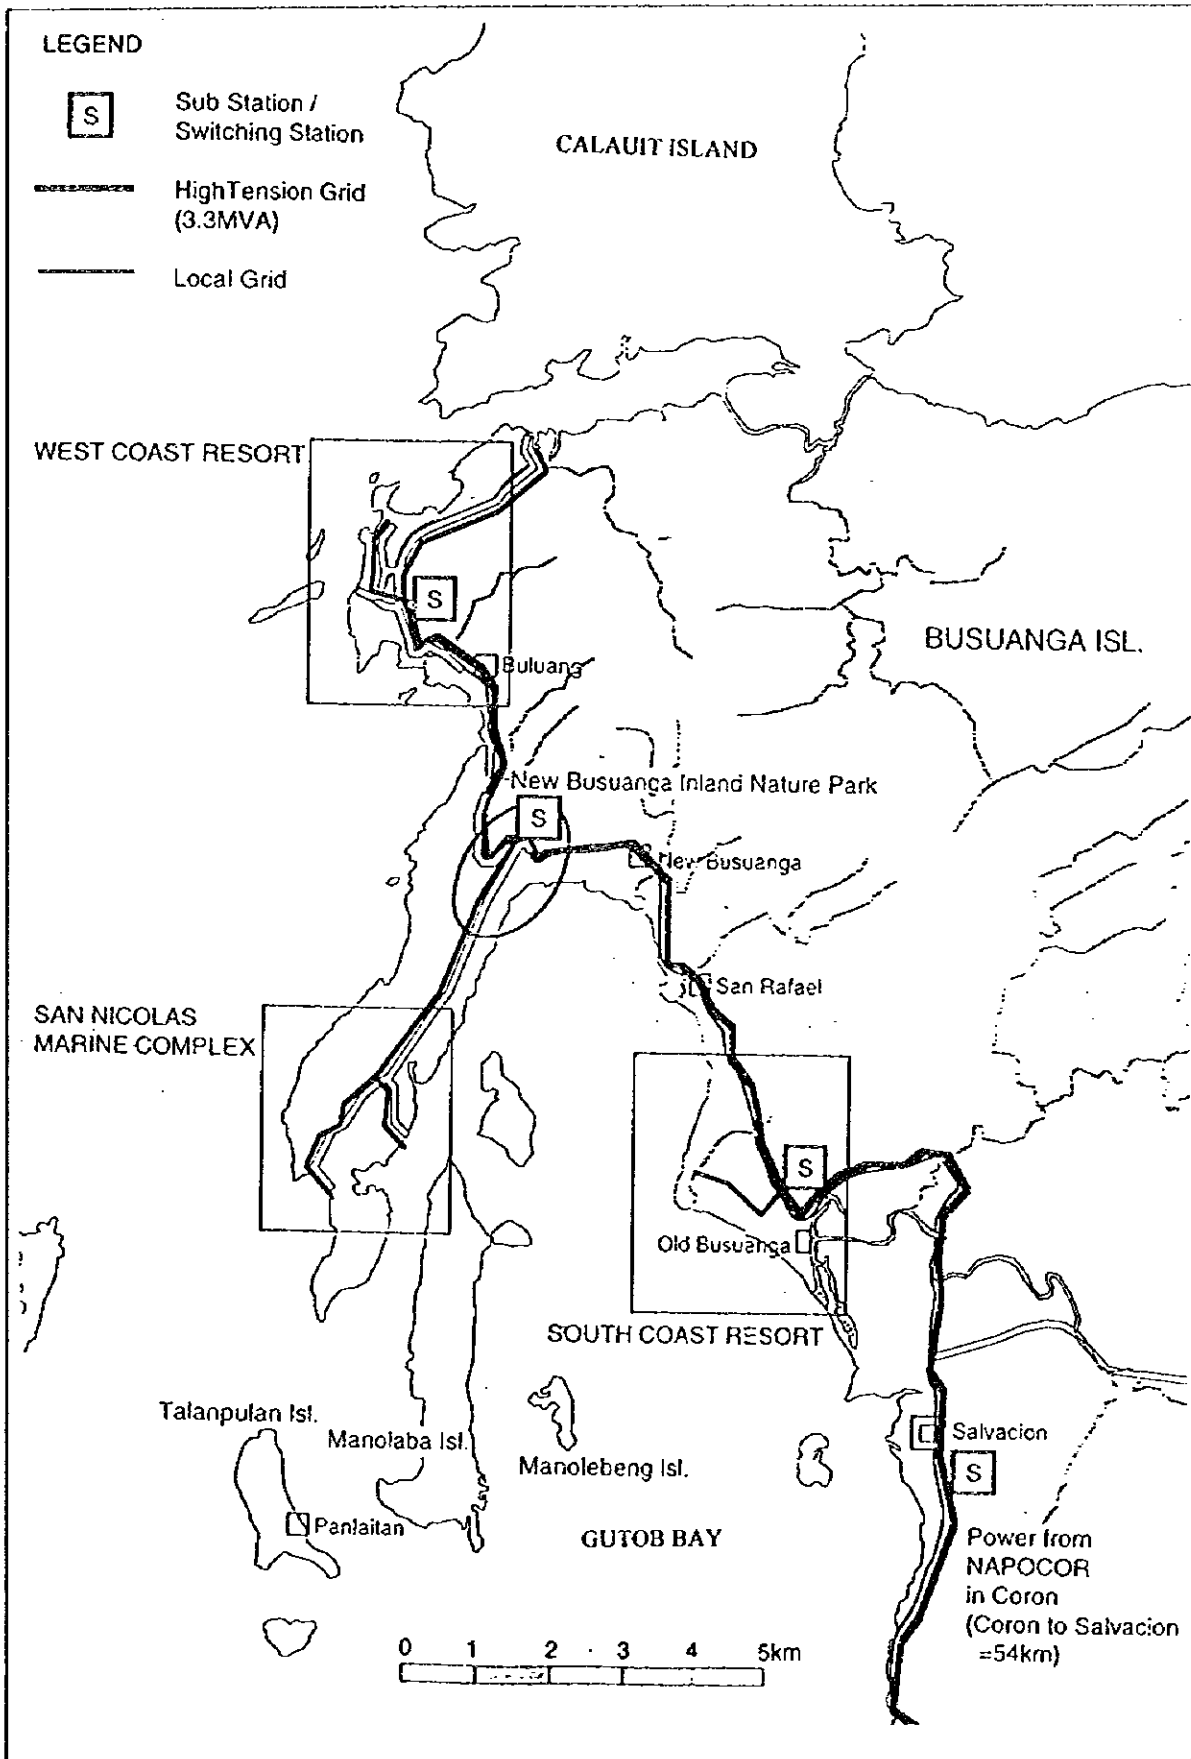 LEGEND
S
Sub Station /
Switching Station
HighTension Grid
(3.3MVA)
Local Grid
CALAUIT ISLAND
WEST COAST RESORT
S
BUSUANGA ISL.
Buluang
New Busuanga Inland Nature Park
S
New Busuanga
San Rafael
SAN NICOLAS
MARINE COMPLEX
S
Old Busuanga
SOUTH COAST RESORT
Talanpulan Isl.
Manolaba Isl.
Manolebeng Isl.
Salvacion
S
Panlaitan
GUTOB BAY
Power from
NAPOCOR
in Coron
(Coron to Salvacion
=54km)
0 1 2 3 4 5km